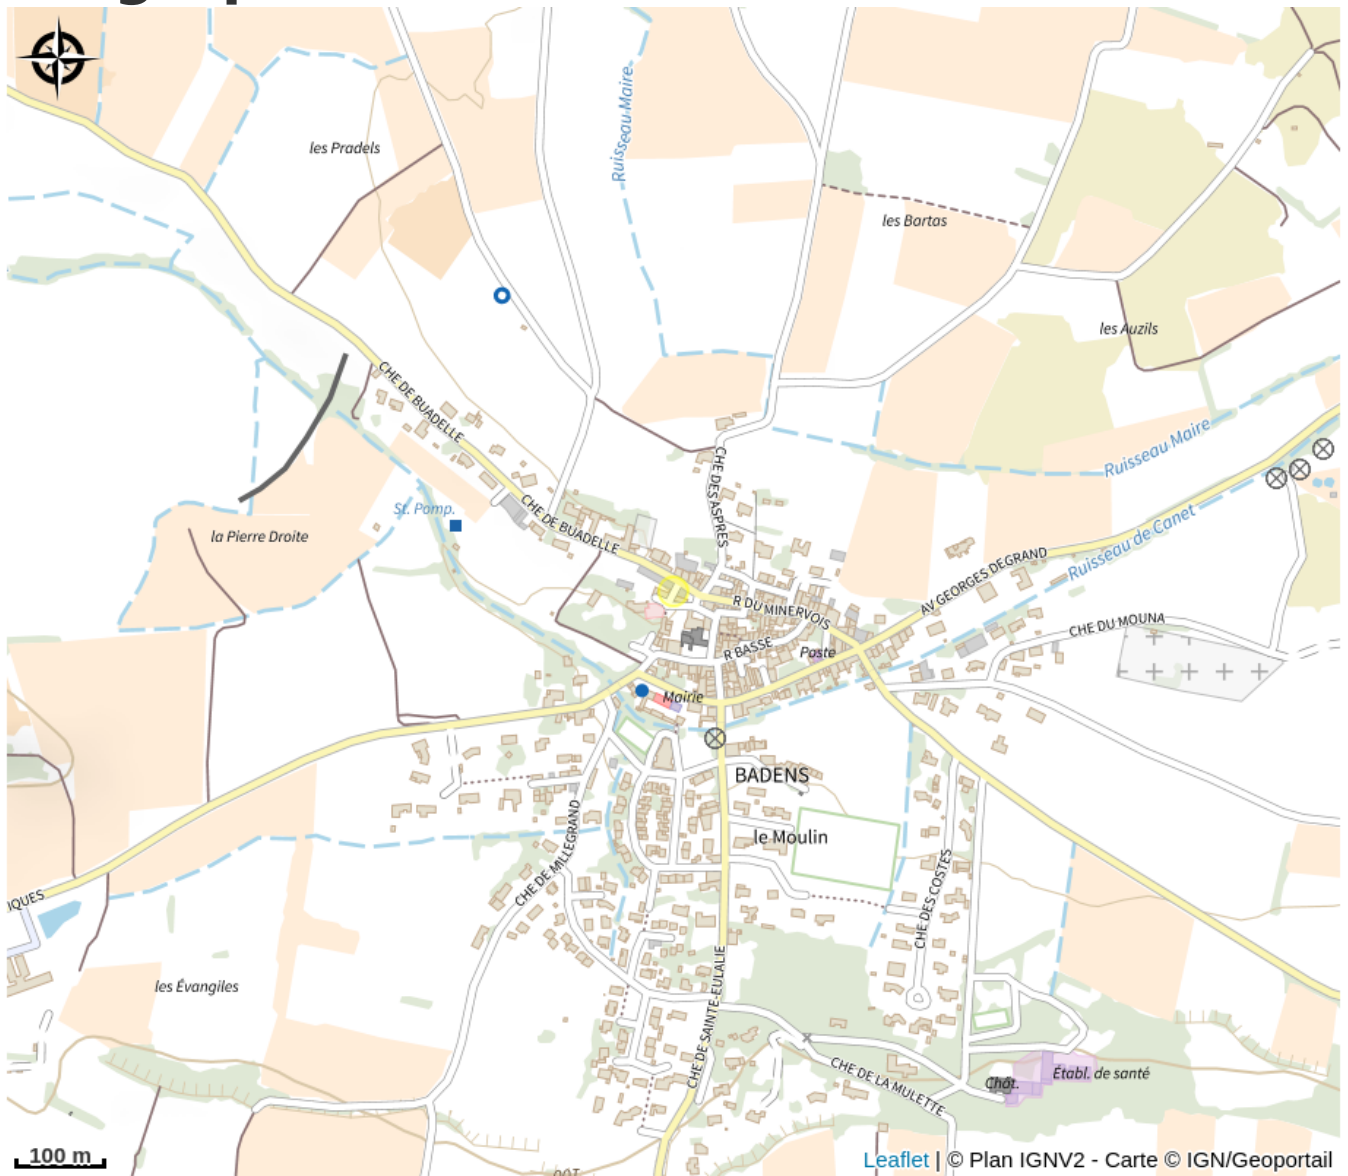 Ruisseau Maire
les Pradels
les Bartas
les Auzils
CHE DE BUADELLE
Ruisseau Maire
CHE DES ASPRES
St. Pomp.
la Pierre Droite
CHE DE BUADELLE
Ruisseau de Canet
AV GEORGES DEGRAND
R DU MINERVOIS
CHE DU MOUNA
R BASSE
Poste
Mairie
BADENS
le Moulin
CHE DE MILLEGRAND
CHE DES COSTES
IQUES
les Évangiles
CHE DE SAINTE-EULALIE
CHE DE LA MULETTE
Chât.
Établ. de santé
100 m
Leaflet | © Plan IGNV2 - Carte © IGN/Geoportail